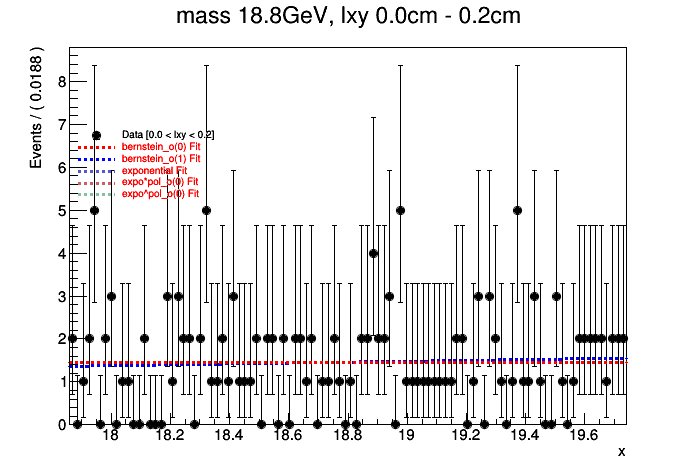 mass 18.8GeV, lxy 0.0cm - 0.2cm
Events / ( 0.0188 )
8
7
Data [0.0 < lxy < 0.2]
bernstein_o(0) Fit
bernstein_o(1) Fit
6
exponential Fit
expo*pol_o(0) Fit
expo^pol_o(0) Fit
5
4
3
2
1
0
18 18.2 18.4 18.6 18.8 19 19.2 19.4 19.6
x